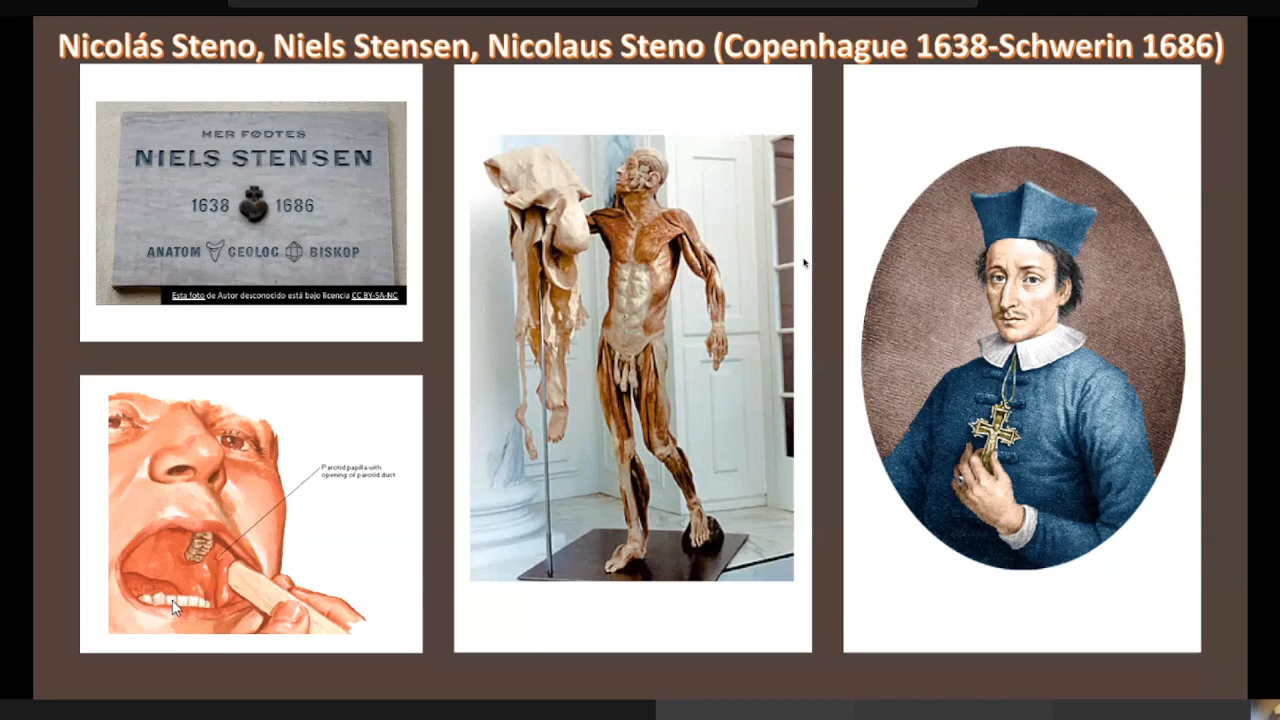 Nicolás Steno, Niels Stensen, Nicolaus Steno (Copenhague 1638-Schwerin 1686)
HER FØDTES
NIELS STENSEN
1638 1686
ANATOM GEOLOG BISKOP
Esta foto de Autor desconocido está bajo licencia CC BY-SA-NC
Parotid papilla with
opening of parotid duct